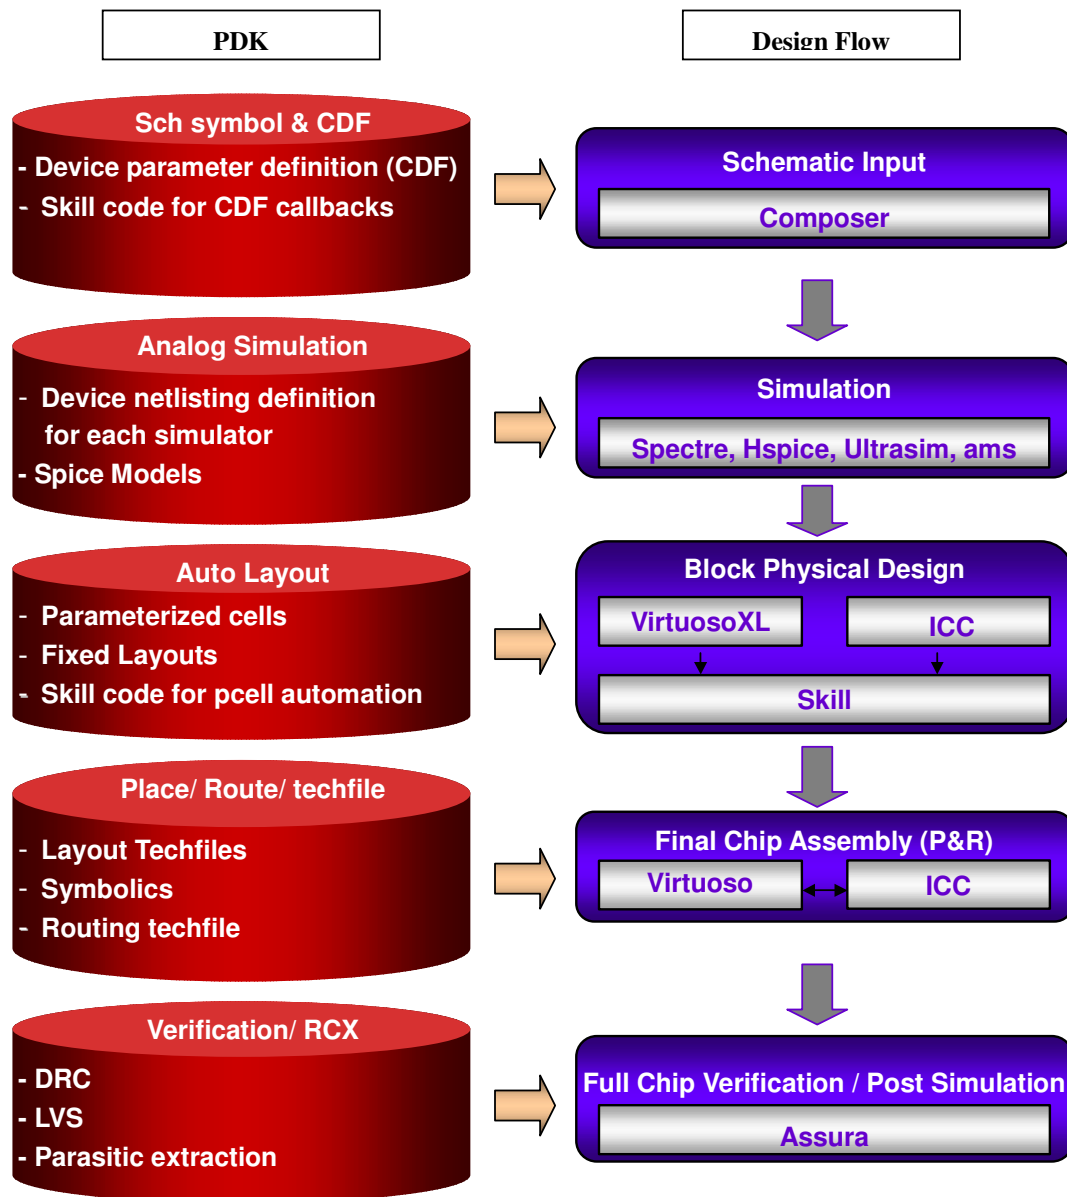 PDK
Design Flow
Sch symbol & CDF
- Device parameter definition (CDF)
- Skill code for CDF callbacks
Schematic Input
Composer
Analog Simulation
- Device netlisting definition
for each simulator
- Spice Models
Simulation
Spectre, Hspice, Ultrasim, ams
Auto Layout
- Parameterized cells
- Fixed Layouts
- Skill code for pcell automation
Block Physical Design
VirtuosoXL
ICC
Skill
Place/ Route/ techfile
- Layout Techfiles
- Symbolics
- Routing techfile
Final Chip Assembly (P&R)
Virtuoso
ICC
Verification/ RCX
- DRC
- LVS
- Parasitic extraction
Full Chip Verification / Post Simulation
Assura